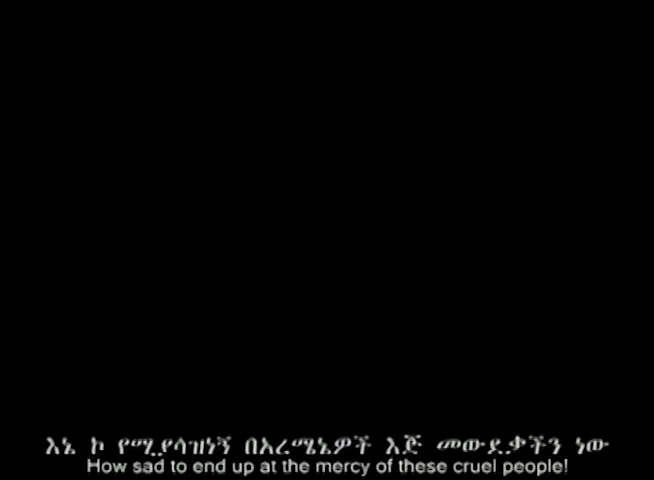 እኔ ኮ የሚያሳዝነኝ በአረሜኔዎች እጅ መውደቃችን ነው
How sad to end up at the mercy of these cruel people!